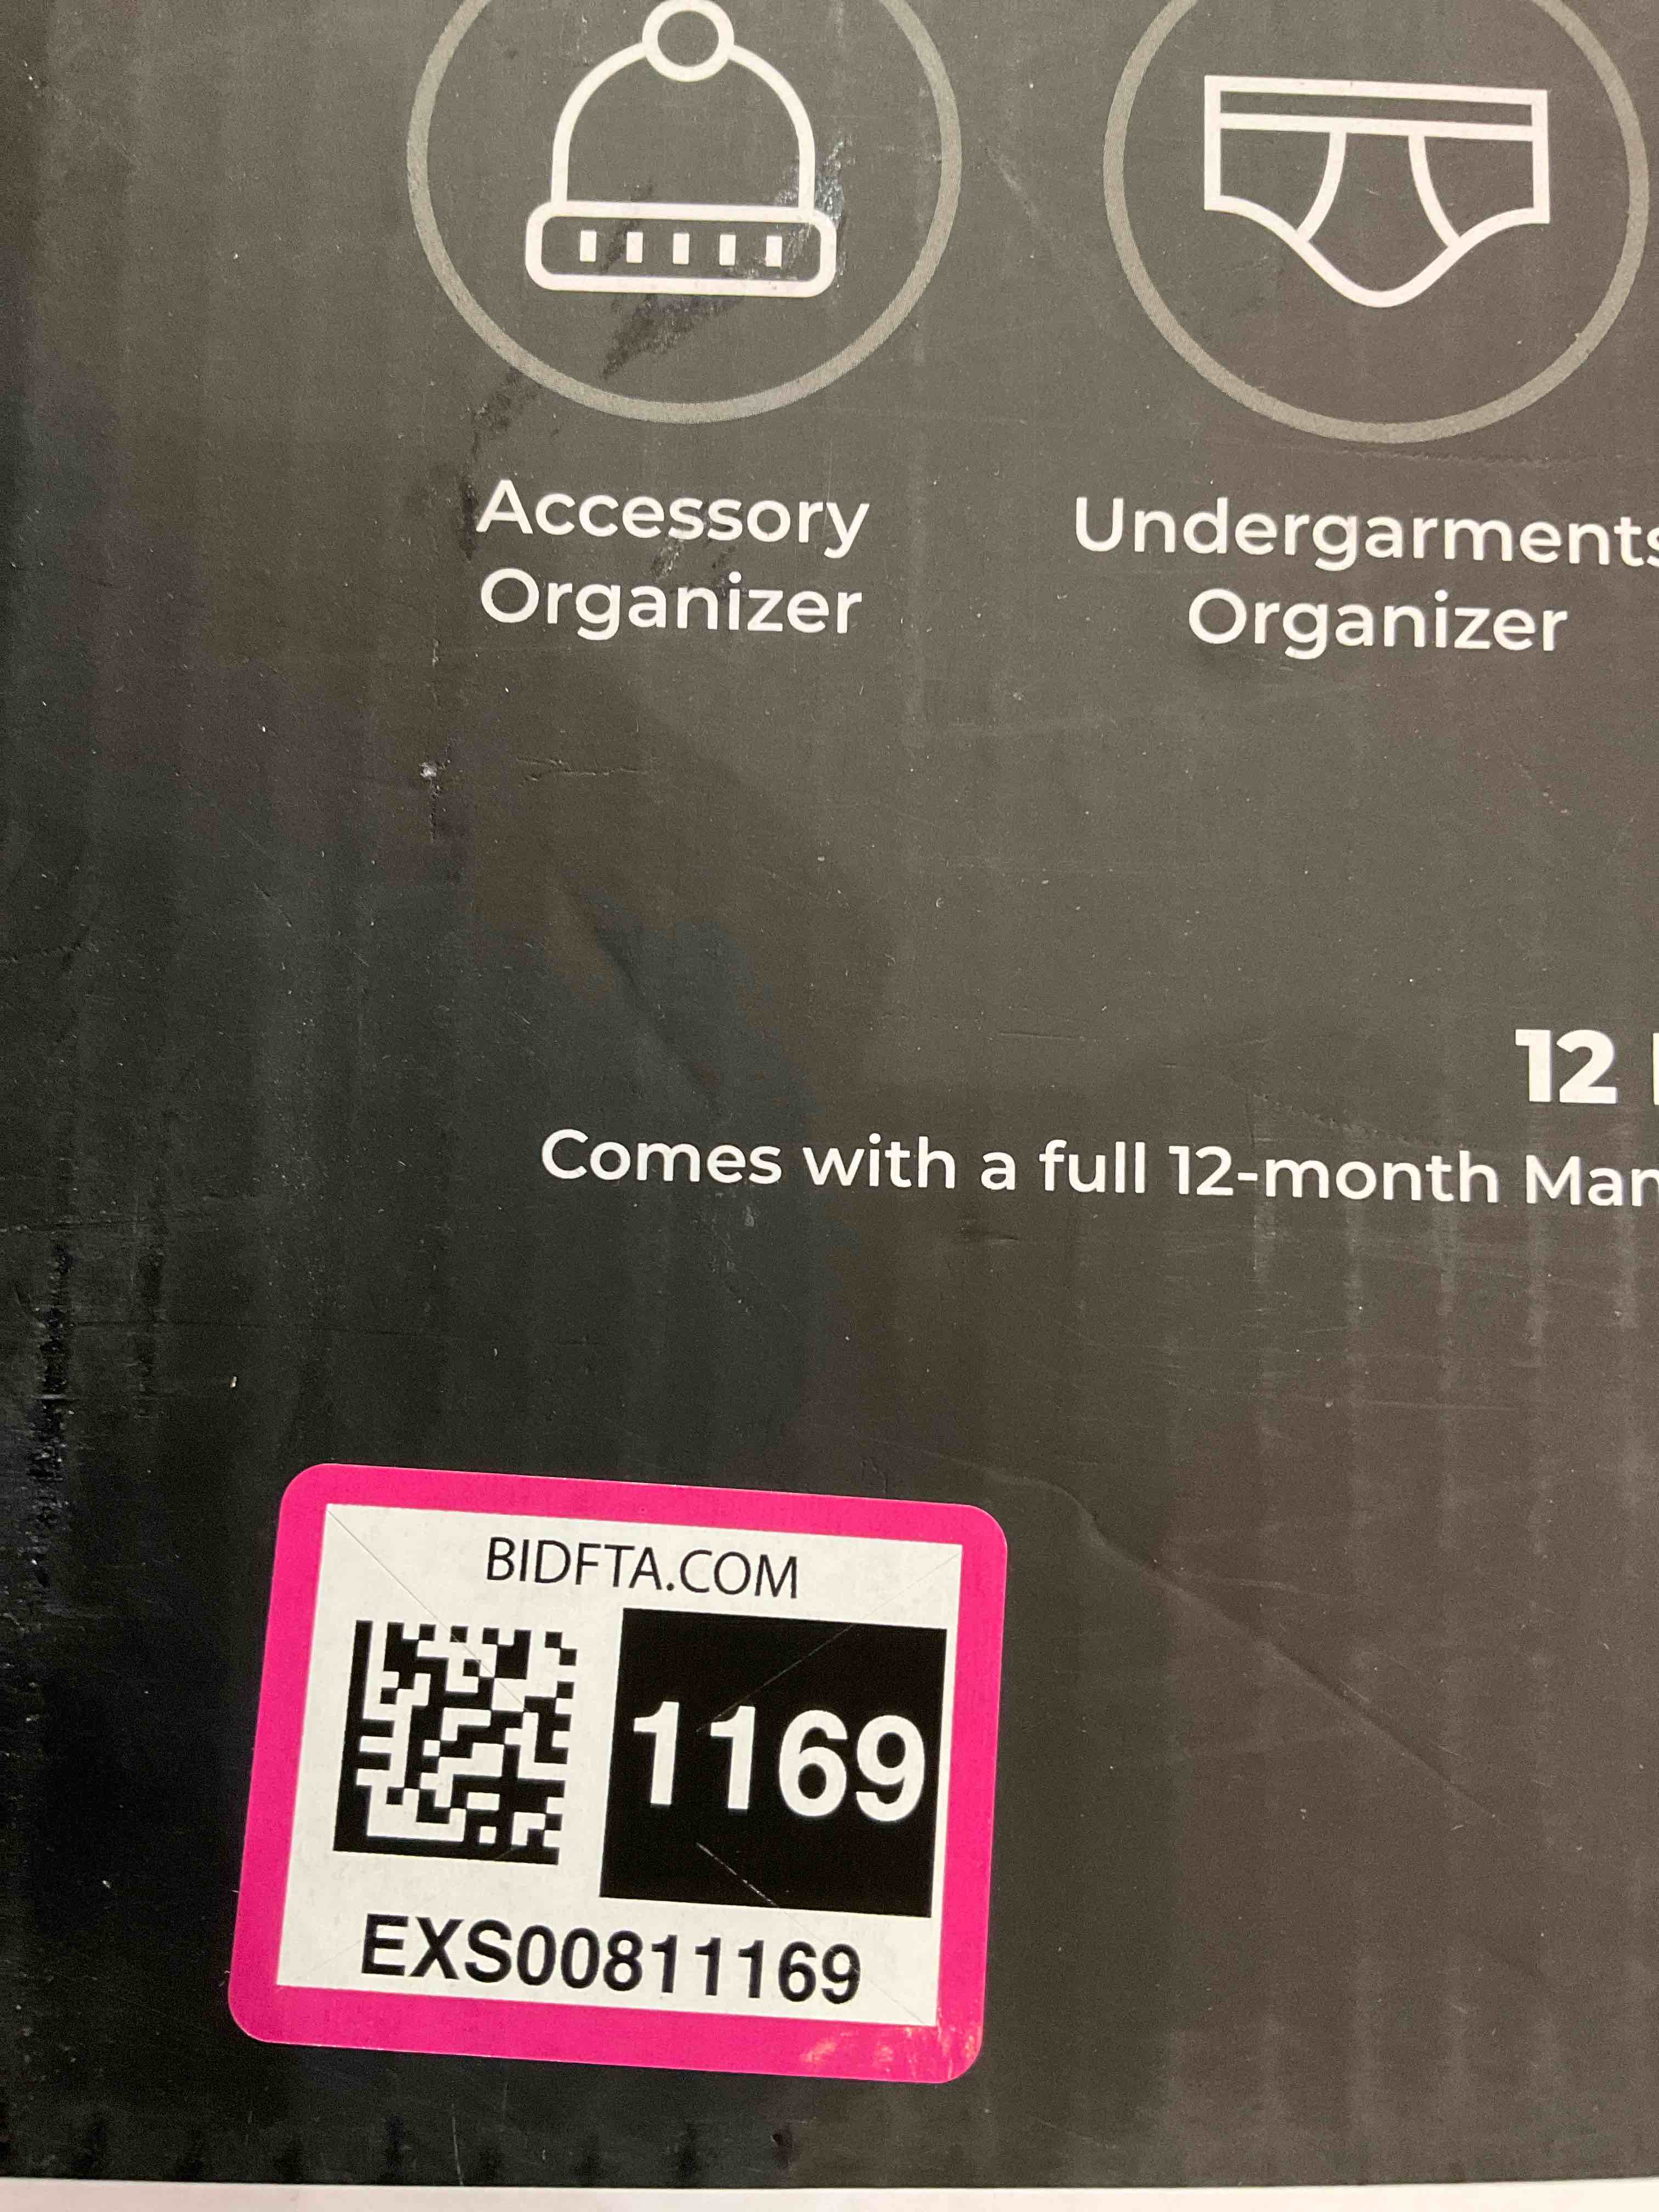 Accessory
Organizer
Undergarments
Organizer
12
Comes with a full 12-month
BIDFTA.COM
1169
EXS00811169